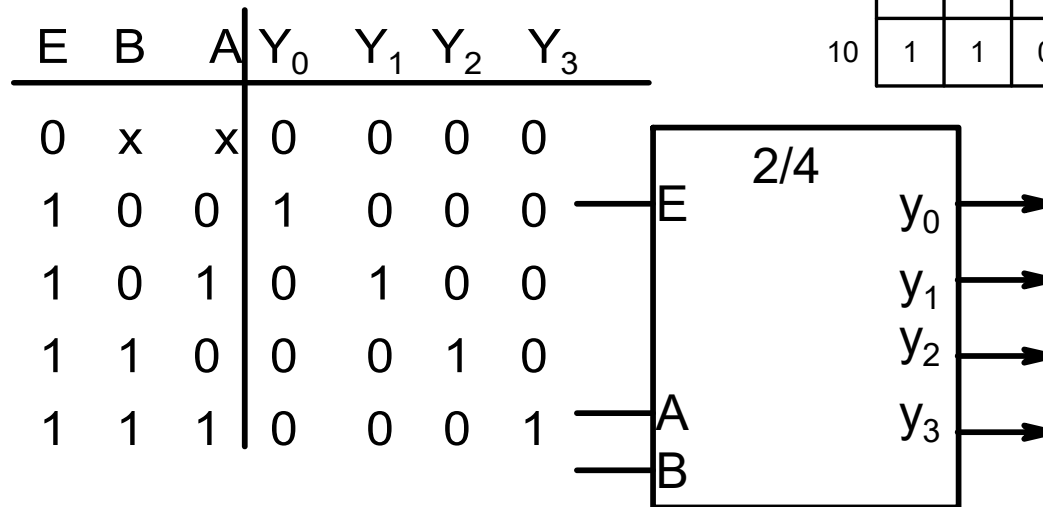 E B A Y₀ Y₁ Y₂ Y₃
0 x x 0 0 0 0
1 0 0 1 0 0 0
1 0 1 0 1 0 0
1 1 0 0 0 1 0
1 1 1 0 0 0 1
10 1 1
2/4
E y₀
y₁
y₂
A y₃
B